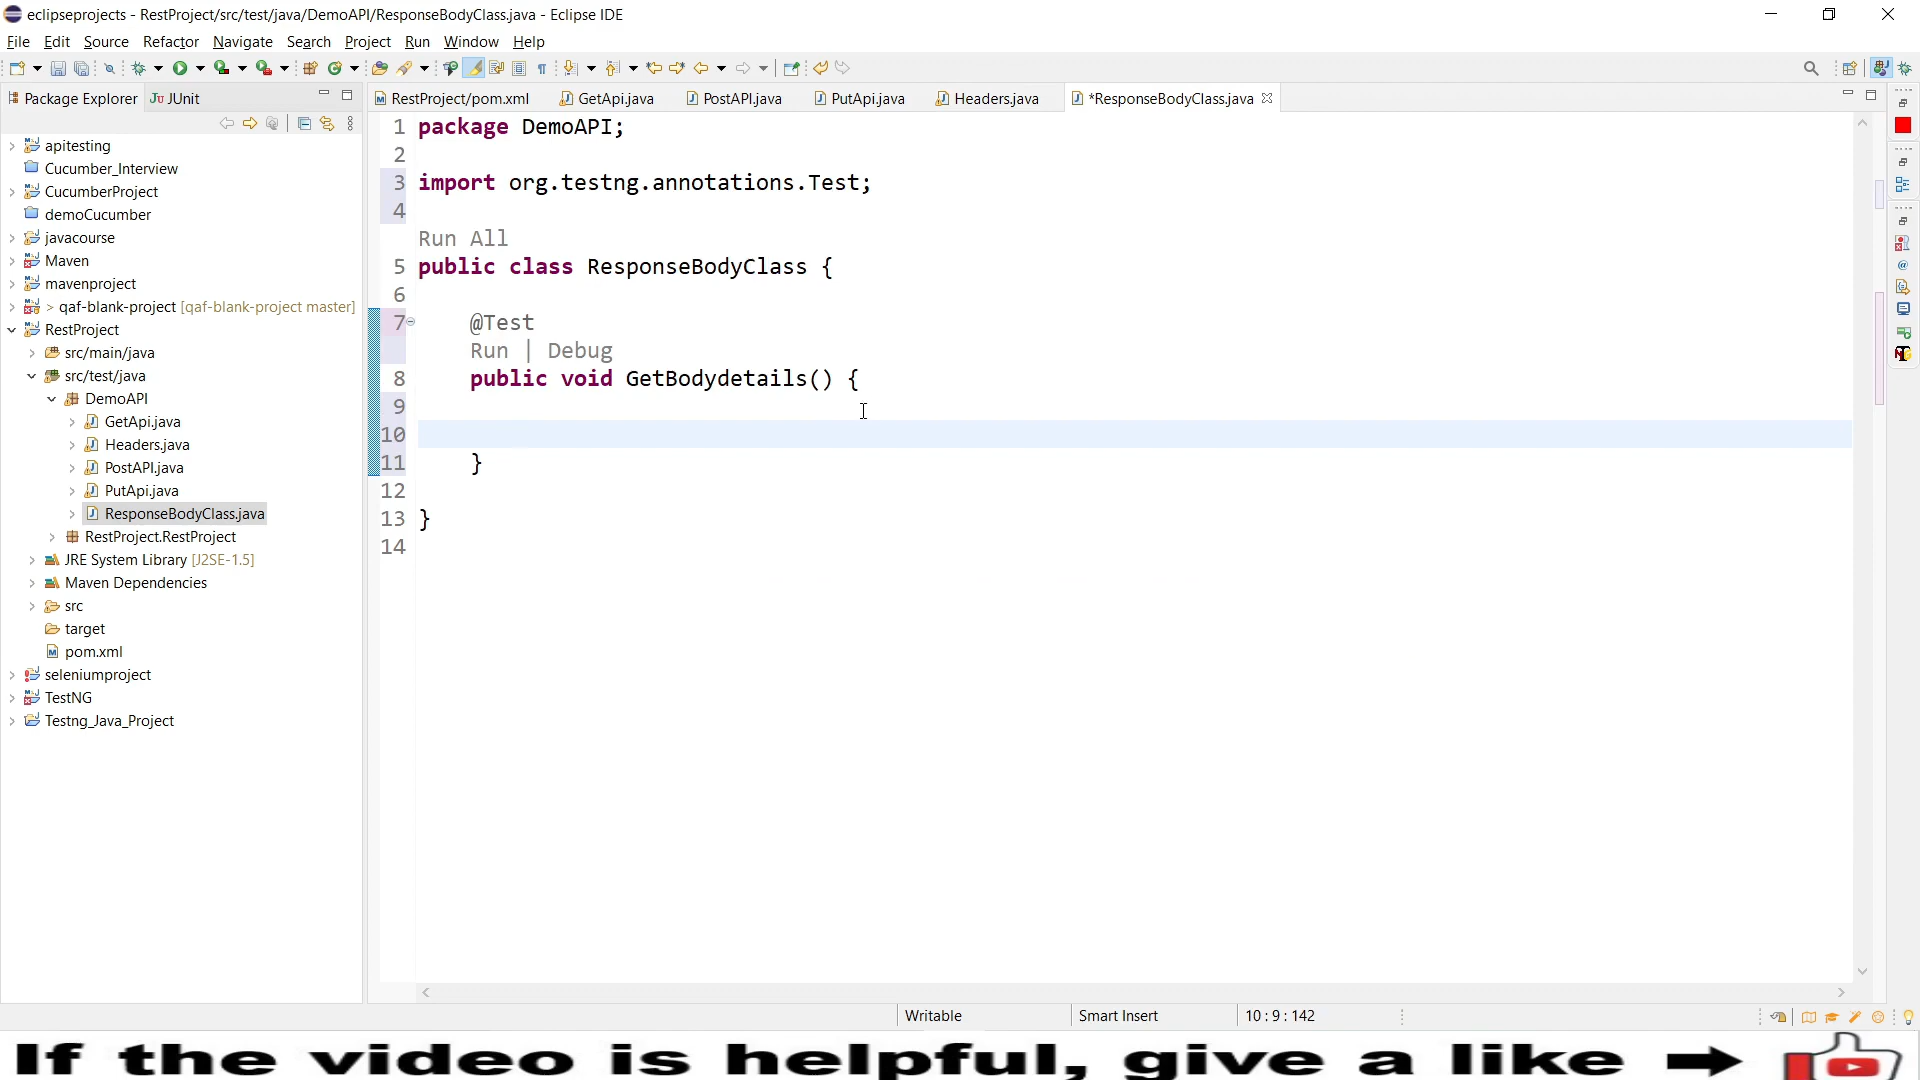 eclipseprojects - RestProject/src/test/java/DemoAPI/ResponseBodyClass.java - Eclipse IDE
File Edit Source Refactor Navigate Search Project Run Window Help
Package Explorer JUnit
RestProject/pom.xml GetApi.java PostAPI.java PutApi.java Headers.java *ResponseBodyClass.java
apitesting
Cucumber_Interview
CucumberProject
demoCucumber
javacourse
Maven
mavenproject
> qaf-blank-project [qaf-blank-project master]
RestProject
src/main/java
src/test/java
DemoAPI
GetApi.java
Headers.java
PostAPI.java
PutApi.java
ResponseBodyClass.java
RestProject.RestProject
JRE System Library [J2SE-1.5]
Maven Dependencies
src
target
pom.xml
seleniumproject
TestNG
Testng_Java_Project
1 package DemoAPI;
2
3 import org.testng.annotations.Test;
4
Run All
5 public class ResponseBodyClass {
6
7 @Test
Run | Debug
8 public void GetBodydetails() {
9
10
11 }
12
13 }
14
Writable Smart Insert 10 : 9 : 142
If the video is helpful, give a like